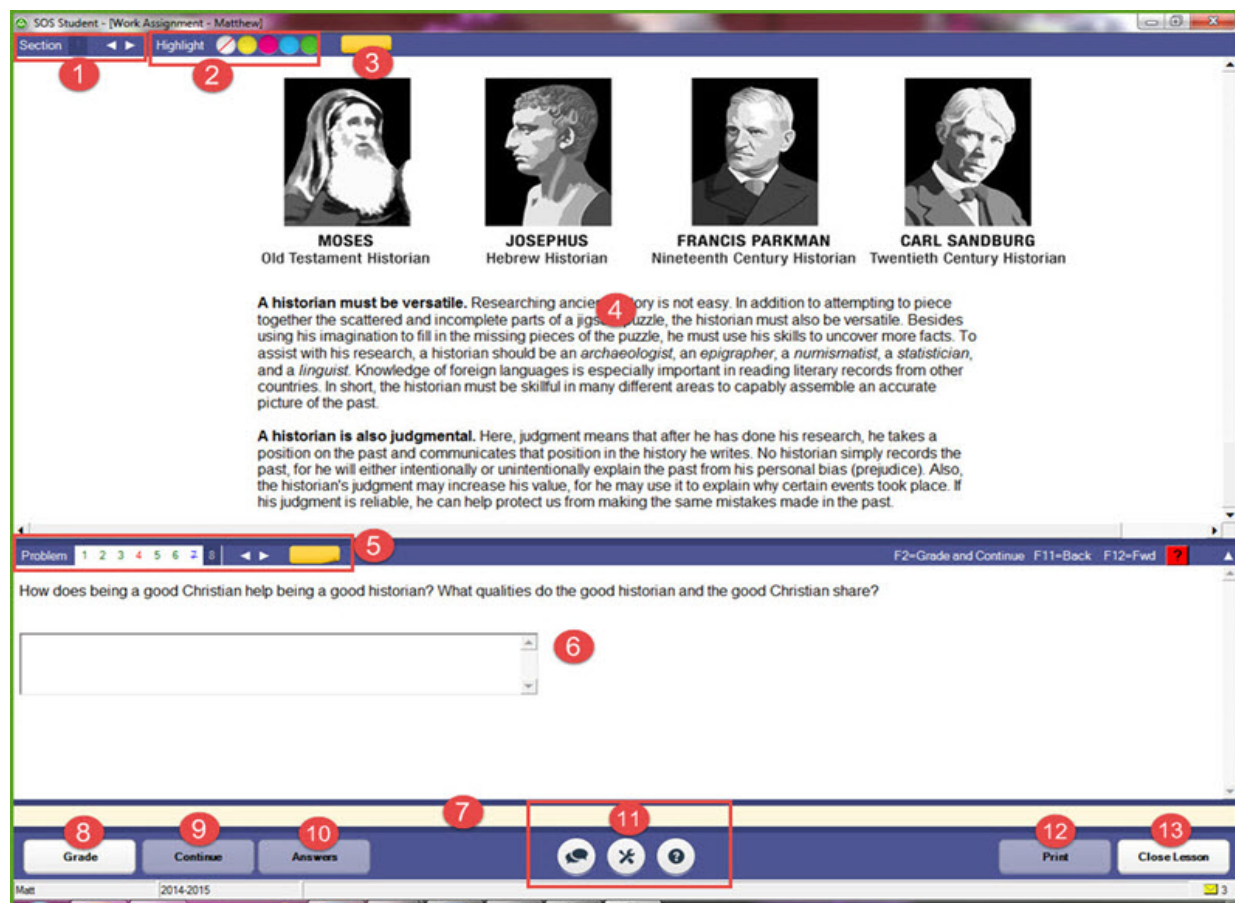 SOS Student - [Work Assignment - Matthew]
Section Highlight
1 2 3
MOSES JOSEPHUS FRANCIS PARKMAN CARL SANDBURG
Old Testament Historian Hebrew Historian Nineteenth Century Historian Twentieth Century Historian
A historian must be versatile. Researching ancient history is not easy. In addition to attempting to piece
4
together the scattered and incomplete parts of a jigsaw puzzle, the historian must also be versatile. Besides
using his imagination to fill in the missing pieces of the puzzle, he must use his skills to uncover more facts. To
assist with his research, a historian should be an archaeologist, an epigrapher, a numismatist, a statistician,
and a linguist. Knowledge of foreign languages is especially important in reading literary records from other
countries. In short, the historian must be skillful in many different areas to capably assemble an accurate
picture of the past.
A historian is also judgmental. Here, judgment means that after he has done his research, he takes a
position on the past and communicates that position in the history he writes. No historian simply records the
past, for he will either intentionally or unintentionally explain the past from his personal bias (prejudice). Also,
the historian's judgment may increase his value, for he may use it to explain why certain events took place. If
his judgment is reliable, he can help protect us from making the same mistakes made in the past.
5
Problem 1 2 3 4 5 6 7 8 F2=Grade and Continue F11=Back F12=Fwd ?
How does being a good Christian help being a good historian? What qualities do the good historian and the good Christian share?
6
7
8 9 10 11 12 13
Grade Continue Answers ? Print Close Lesson
Matt 2014-2015 3